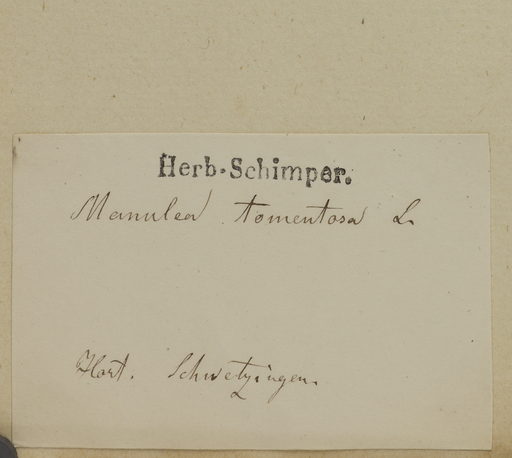 Herb. Schimper.
Manulea tomentosa L.
Hort. Schwetzingen.